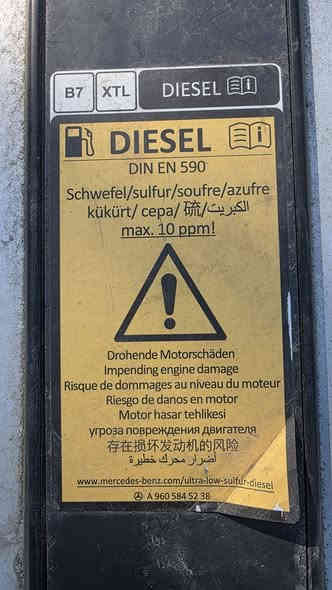 B7 XTL DIESEL
DIESEL
DIN EN 590
Schwefel/sulfur/soufre/azufre
kükürt/ сера/ 硫/الكبريت
max. 10 ppm!
Drohende Motorschäden
Impending engine damage
Risque de dommages au niveau du moteur
Riesgo de danos en motor
Motor hasar tehlikesi
угроза повреждения двигателя
存在损坏发动机的风险
أضرار محرك خطيرة
www.mercedes-benz.com/ultra-low-sulfur-diesel
A 960 584 52 38